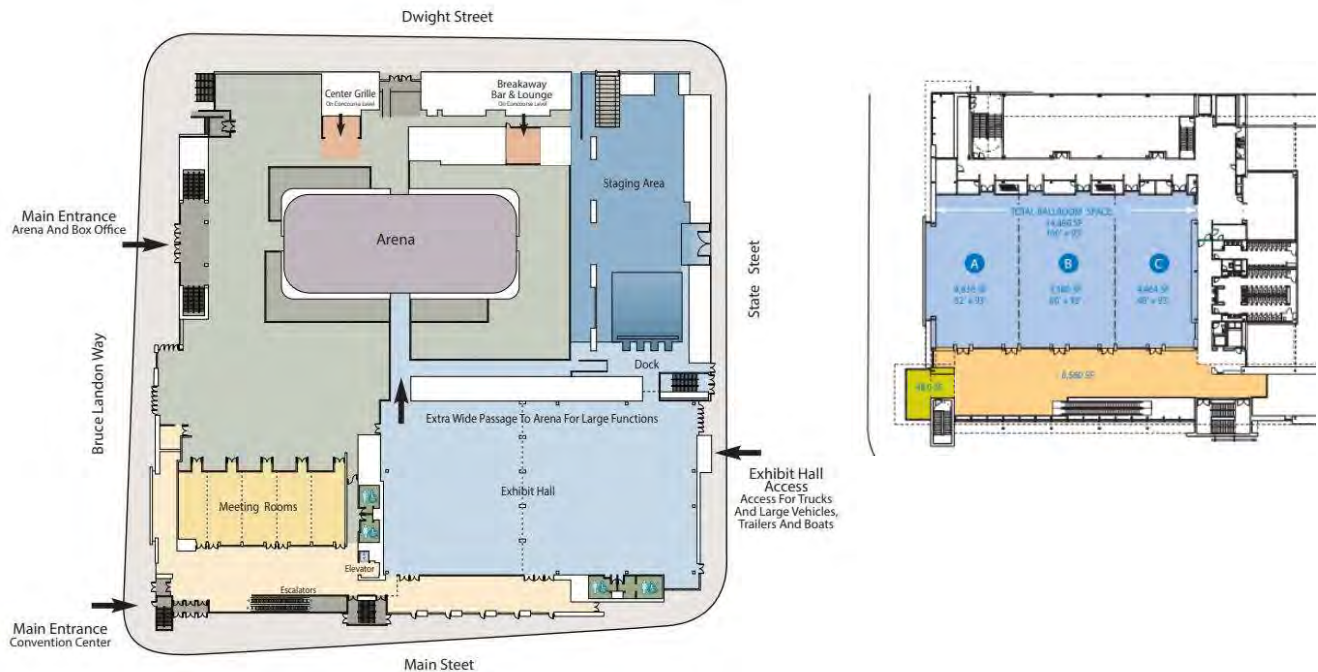 Dwight Street
Center Grille
On Concourse Level
Breakaway
Bar & Lounge
On Concourse Level
Staging Area
Main Entrance
Arena And Box Office
Arena
State Steet
Bruce Landon Way
Dock
Extra Wide Passage To Arena For Large Functions
Exhibit Hall
Exhibit Hall
Access
Access For Trucks
And Large Vehicles,
Trailers And Boats
Meeting Rooms
Elevator
Escalators
Main Entrance
Convention Center
Main Steet
TOTAL BALLROOM SPACE
A
B
C